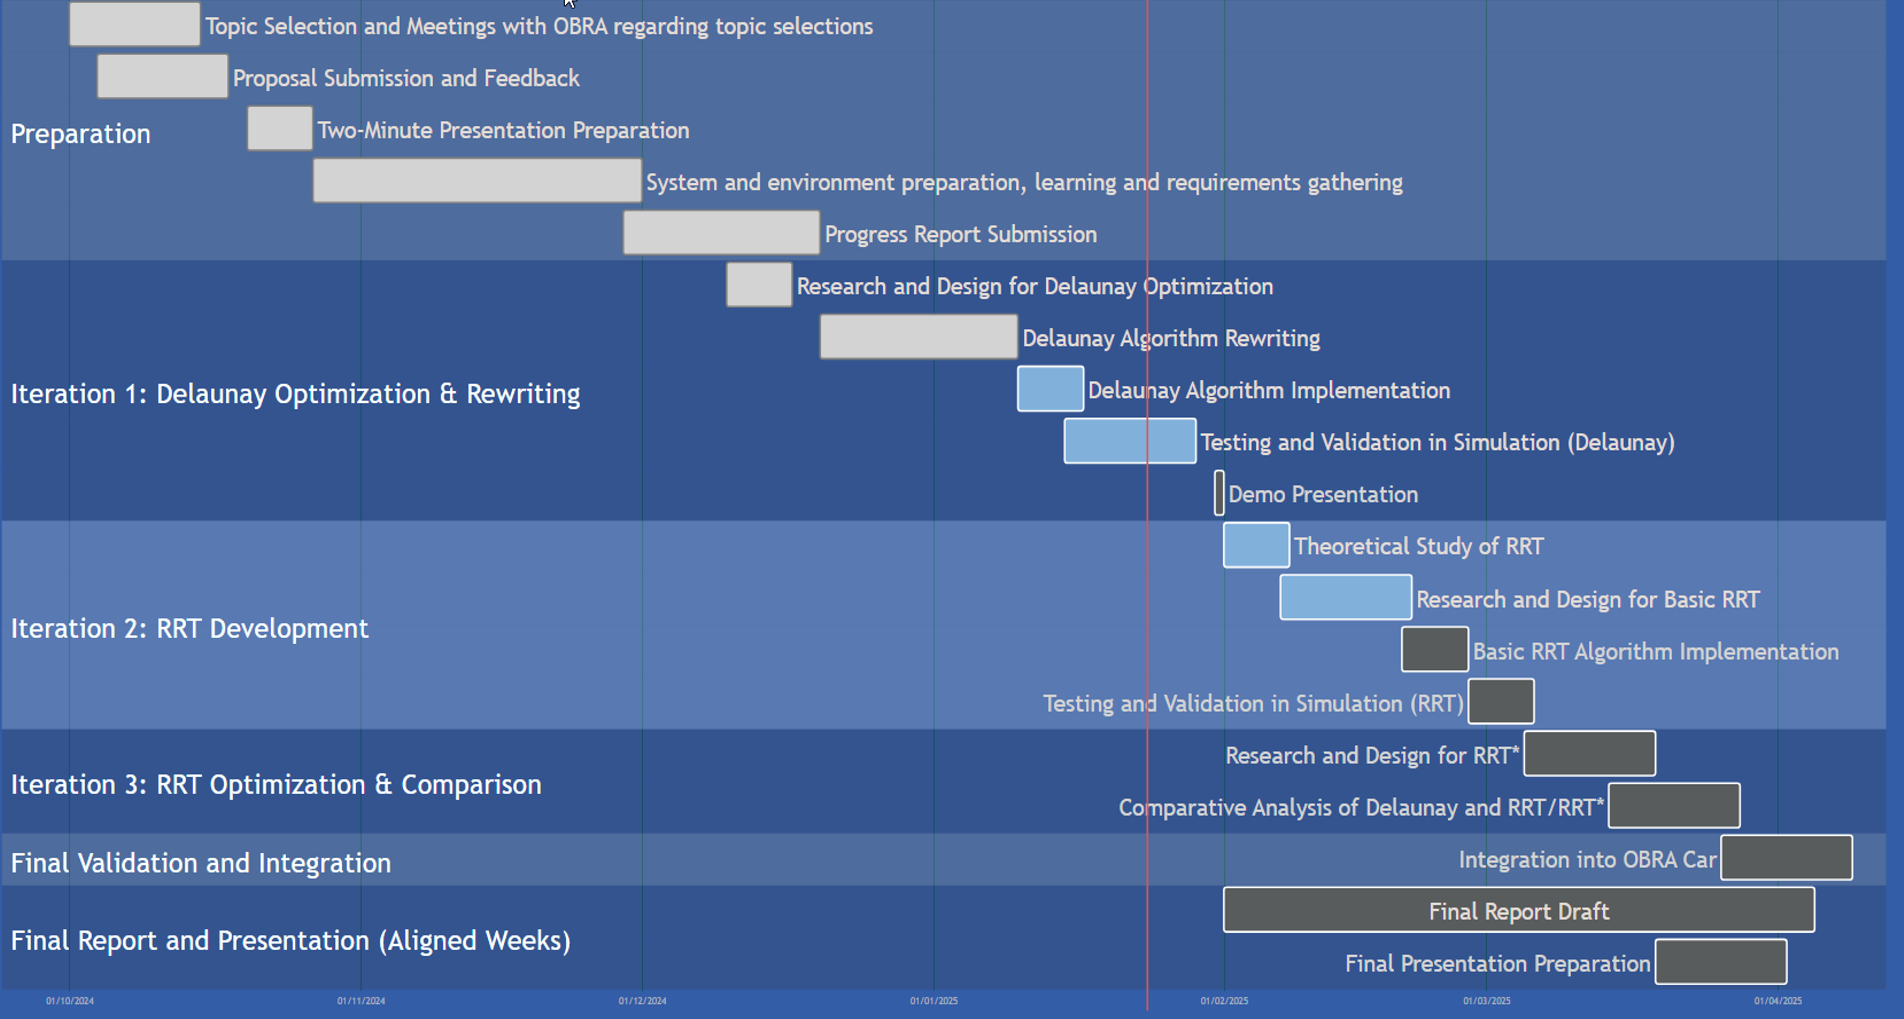 Topic Selection and Meetings with OBRA regarding topic selections
Proposal Submission and Feedback
Preparation
Two-Minute Presentation Preparation
System and environment preparation, learning and requirements gathering
Progress Report Submission
Research and Design for Delaunay Optimization
Delaunay Algorithm Rewriting
Iteration 1: Delaunay Optimization & Rewriting
Delaunay Algorithm Implementation
Testing and Validation in Simulation (Delaunay)
Demo Presentation
Theoretical Study of RRT
Research and Design for Basic RRT
Iteration 2: RRT Development
Basic RRT Algorithm Implementation
Testing and Validation in Simulation (RRT)
Research and Design for RRT*
Iteration 3: RRT Optimization & Comparison
Comparative Analysis of Delaunay and RRT/RRT*
Final Validation and Integration
Integration into OBRA Car
Final Report Draft
Final Report and Presentation (Aligned Weeks)
Final Presentation Preparation
01/10/2024 01/11/2024 01/12/2024 01/01/2025 01/02/2025 01/03/2025 01/04/2025